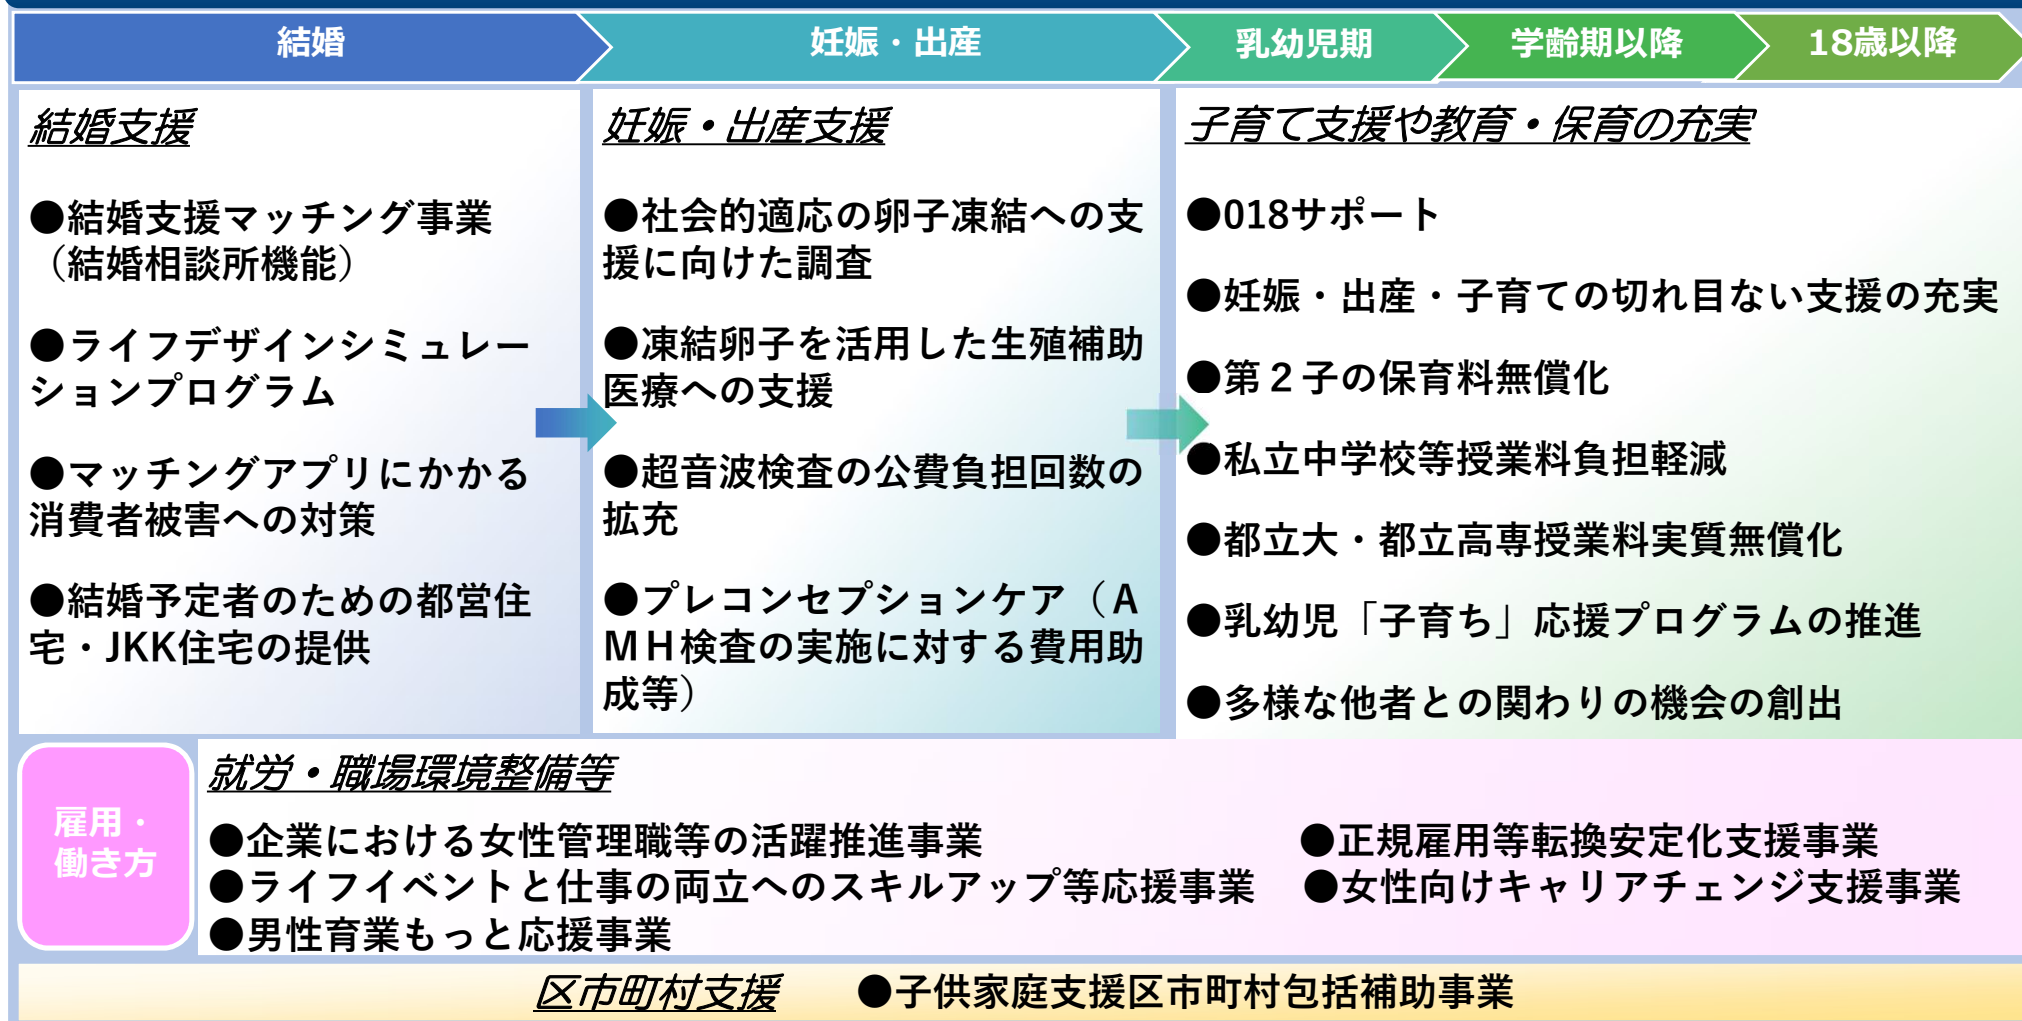 結婚
妊娠・出産
乳幼児期
学齢期以降
18歳以降
結婚支援
●結婚支援マッチング事業
（結婚相談所機能）
●ライフデザインシミュレー
ションプログラム
●マッチングアプリにかかる
消費者被害への対策
●結婚予定者のための都営住
宅・JKK住宅の提供
妊娠・出産支援
●社会的適応の卵子凍結への支
援に向けた調査
●凍結卵子を活用した生殖補助
医療への支援
●超音波検査の公費負担回数の
拡充
●プレコンセプションケア（Ａ
ＭＨ検査の実施に対する費用助
成等）
子育て支援や教育・保育の充実
●018サポート
●妊娠・出産・子育ての切れ目ない支援の充実
●第２子の保育料無償化
●私立中学校等授業料負担軽減
●都立大・都立高専授業料実質無償化
●乳幼児「子育ち」応援プログラムの推進
●多様な他者との関わりの機会の創出
雇用・
働き方
就労・職場環境整備等
●企業における女性管理職等の活躍推進事業
●正規雇用等転換安定化支援事業
●ライフイベントと仕事の両立へのスキルアップ等応援事業
●女性向けキャリアチェンジ支援事業
●男性育業もっと応援事業
区市町村支援
●子供家庭支援区市町村包括補助事業